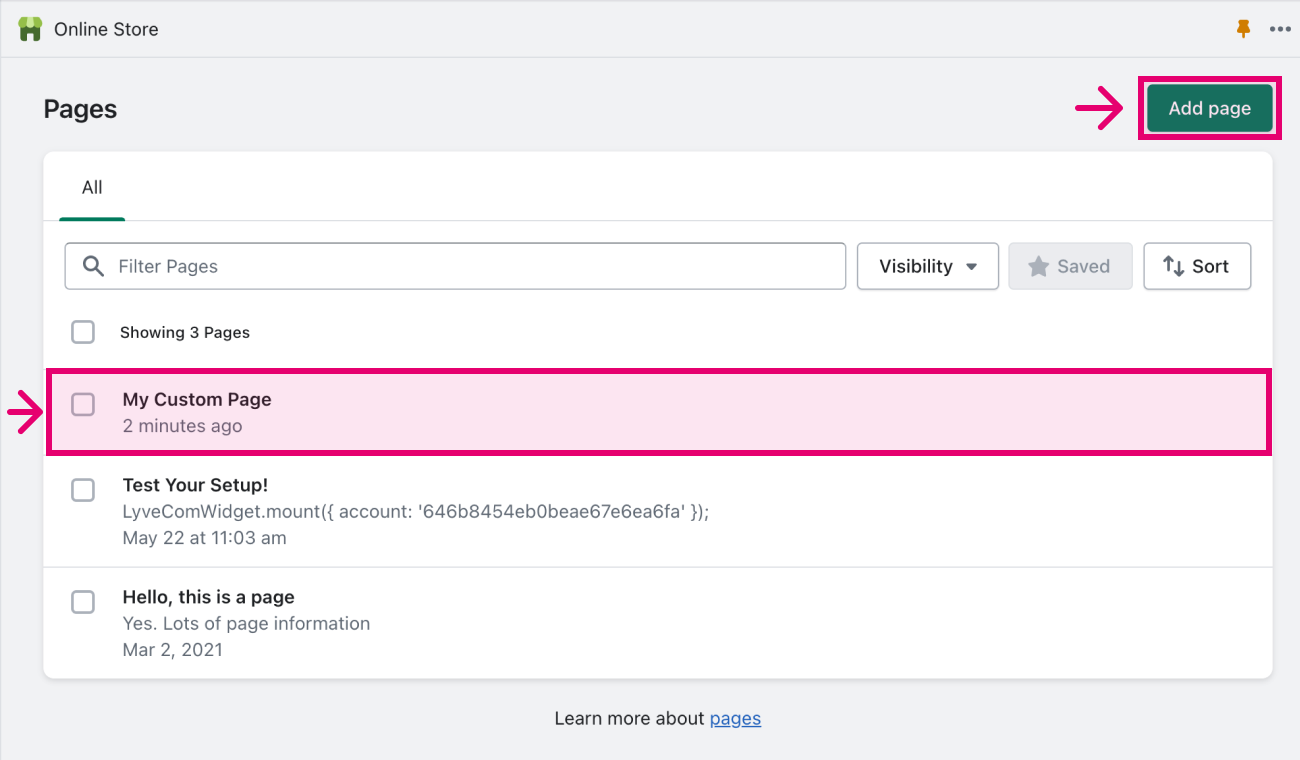 Online Store
Pages
Add page
All
Filter Pages
Visibility
Saved
Sort
Showing 3 Pages
My Custom Page
2 minutes ago
Test Your Setup!
LyveComWidget.mount({ account: '646b8454eb0beae67e6ea6fa' });
May 22 at 11:03 am
Hello, this is a page
Yes. Lots of page information
Mar 2, 2021
Learn more about pages